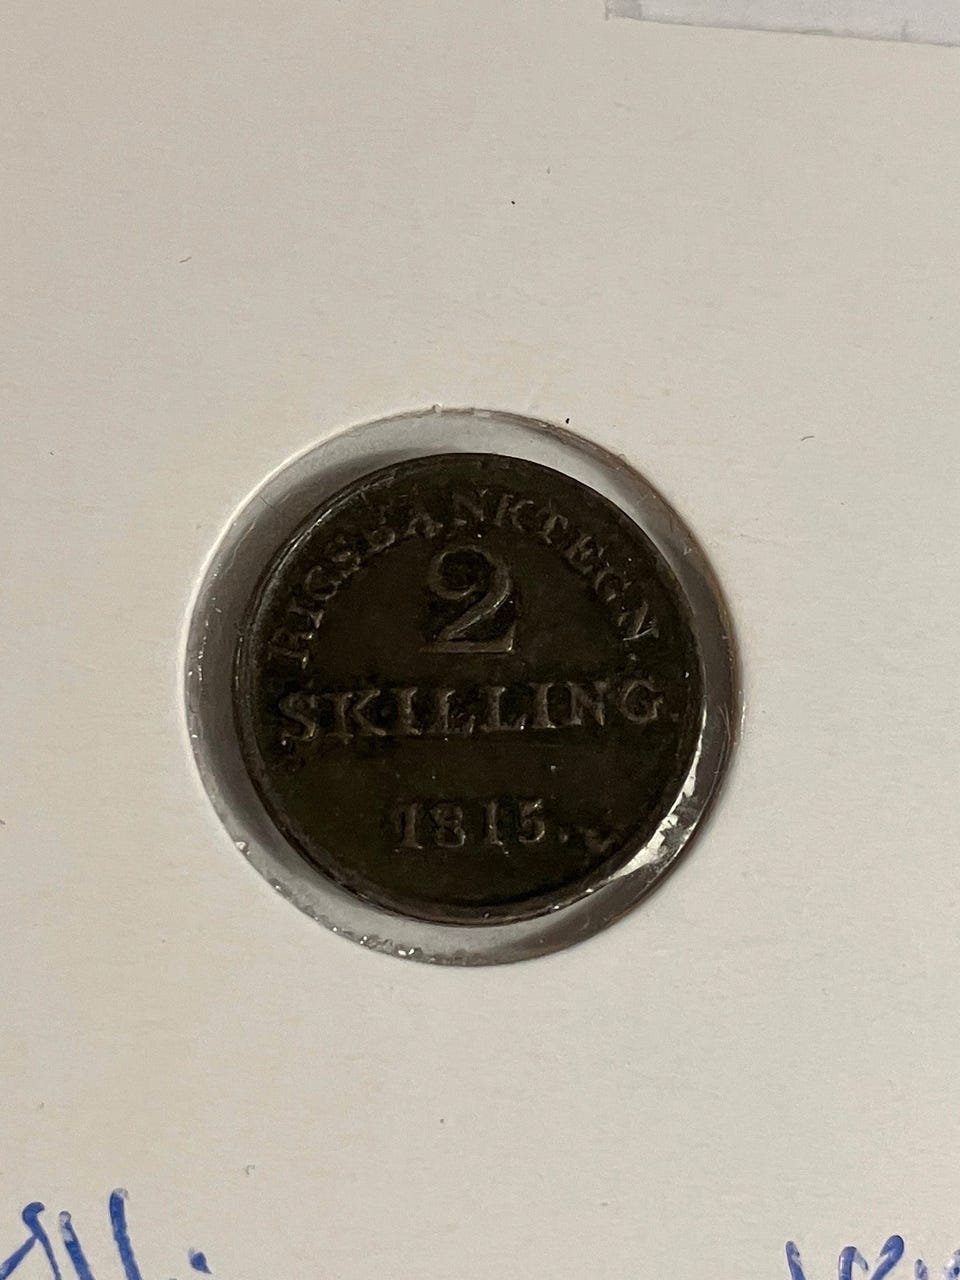 RIGSBANKTEGN
2
SKILLING.
1815.